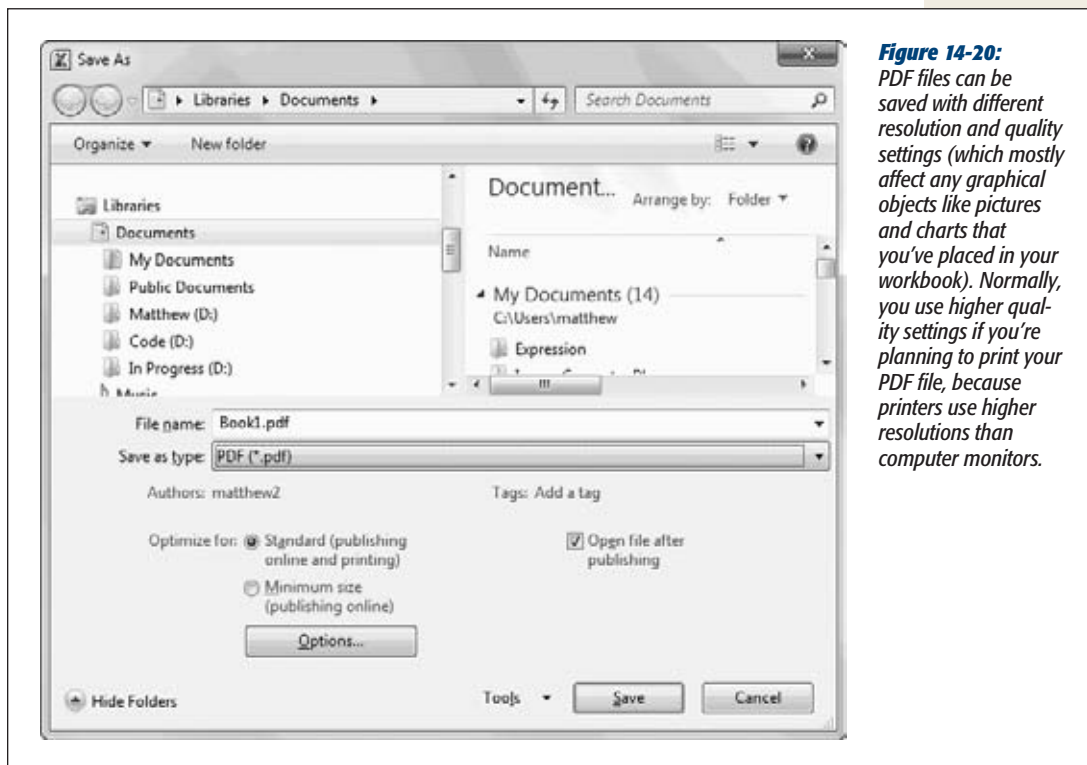 Save As
Libraries ▸ Documents ▸
Search Documents
Organize
New folder
Libraries
Documents
My Documents
Public Documents
Matthew (D:)
Code (D:)
In Progress (D:)
Music
Document...
Arrange by: Folder
Name
My Documents (14)
C:\Users\matthew
Expression
File name: Book1.pdf
Save as type: PDF (*.pdf)
Authors: matthew2
Tags: Add a tag
Optimize for: Standard (publishing
online and printing)
Minimum size
(publishing online)
Open file after
publishing
Options...
Hide Folders
Tools
Save
Cancel
Figure 14-20:
PDF files can be
saved with different
resolution and quality
settings (which mostly
affect any graphical
objects like pictures
and charts that
you've placed in your
workbook). Normally,
you use higher qual-
ity settings if you're
planning to print your
PDF file, because
printers use higher
resolutions than
computer monitors.